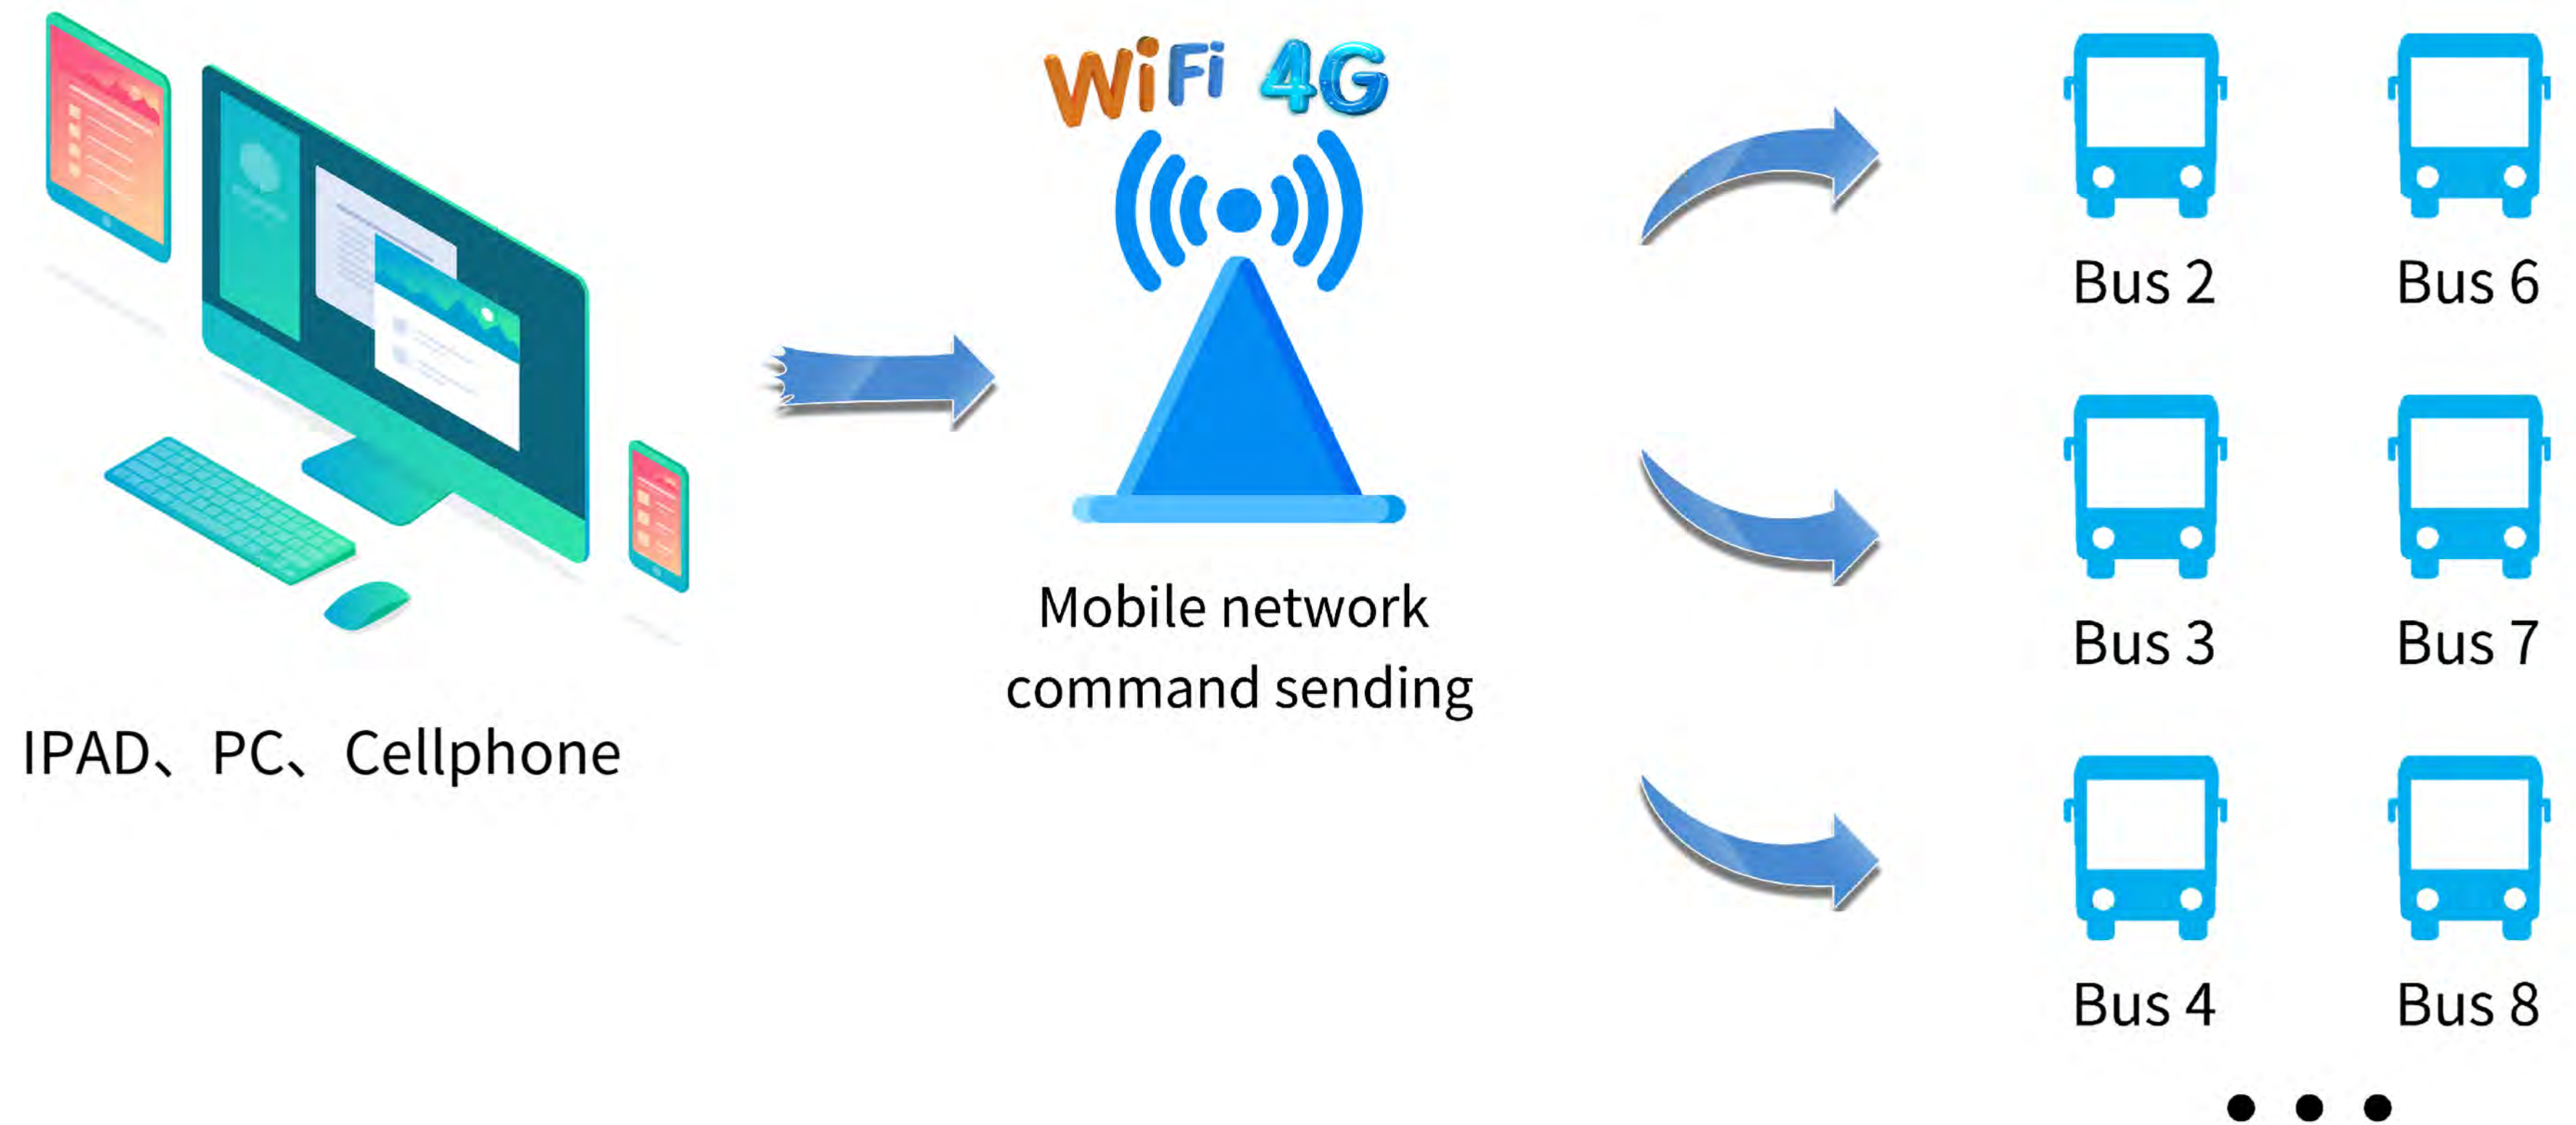 WiFi 4G
Bus 2
Bus 6
Bus 3
Bus 7
Mobile network
command sending
IPAD、PC、Cellphone
Bus 4
Bus 8